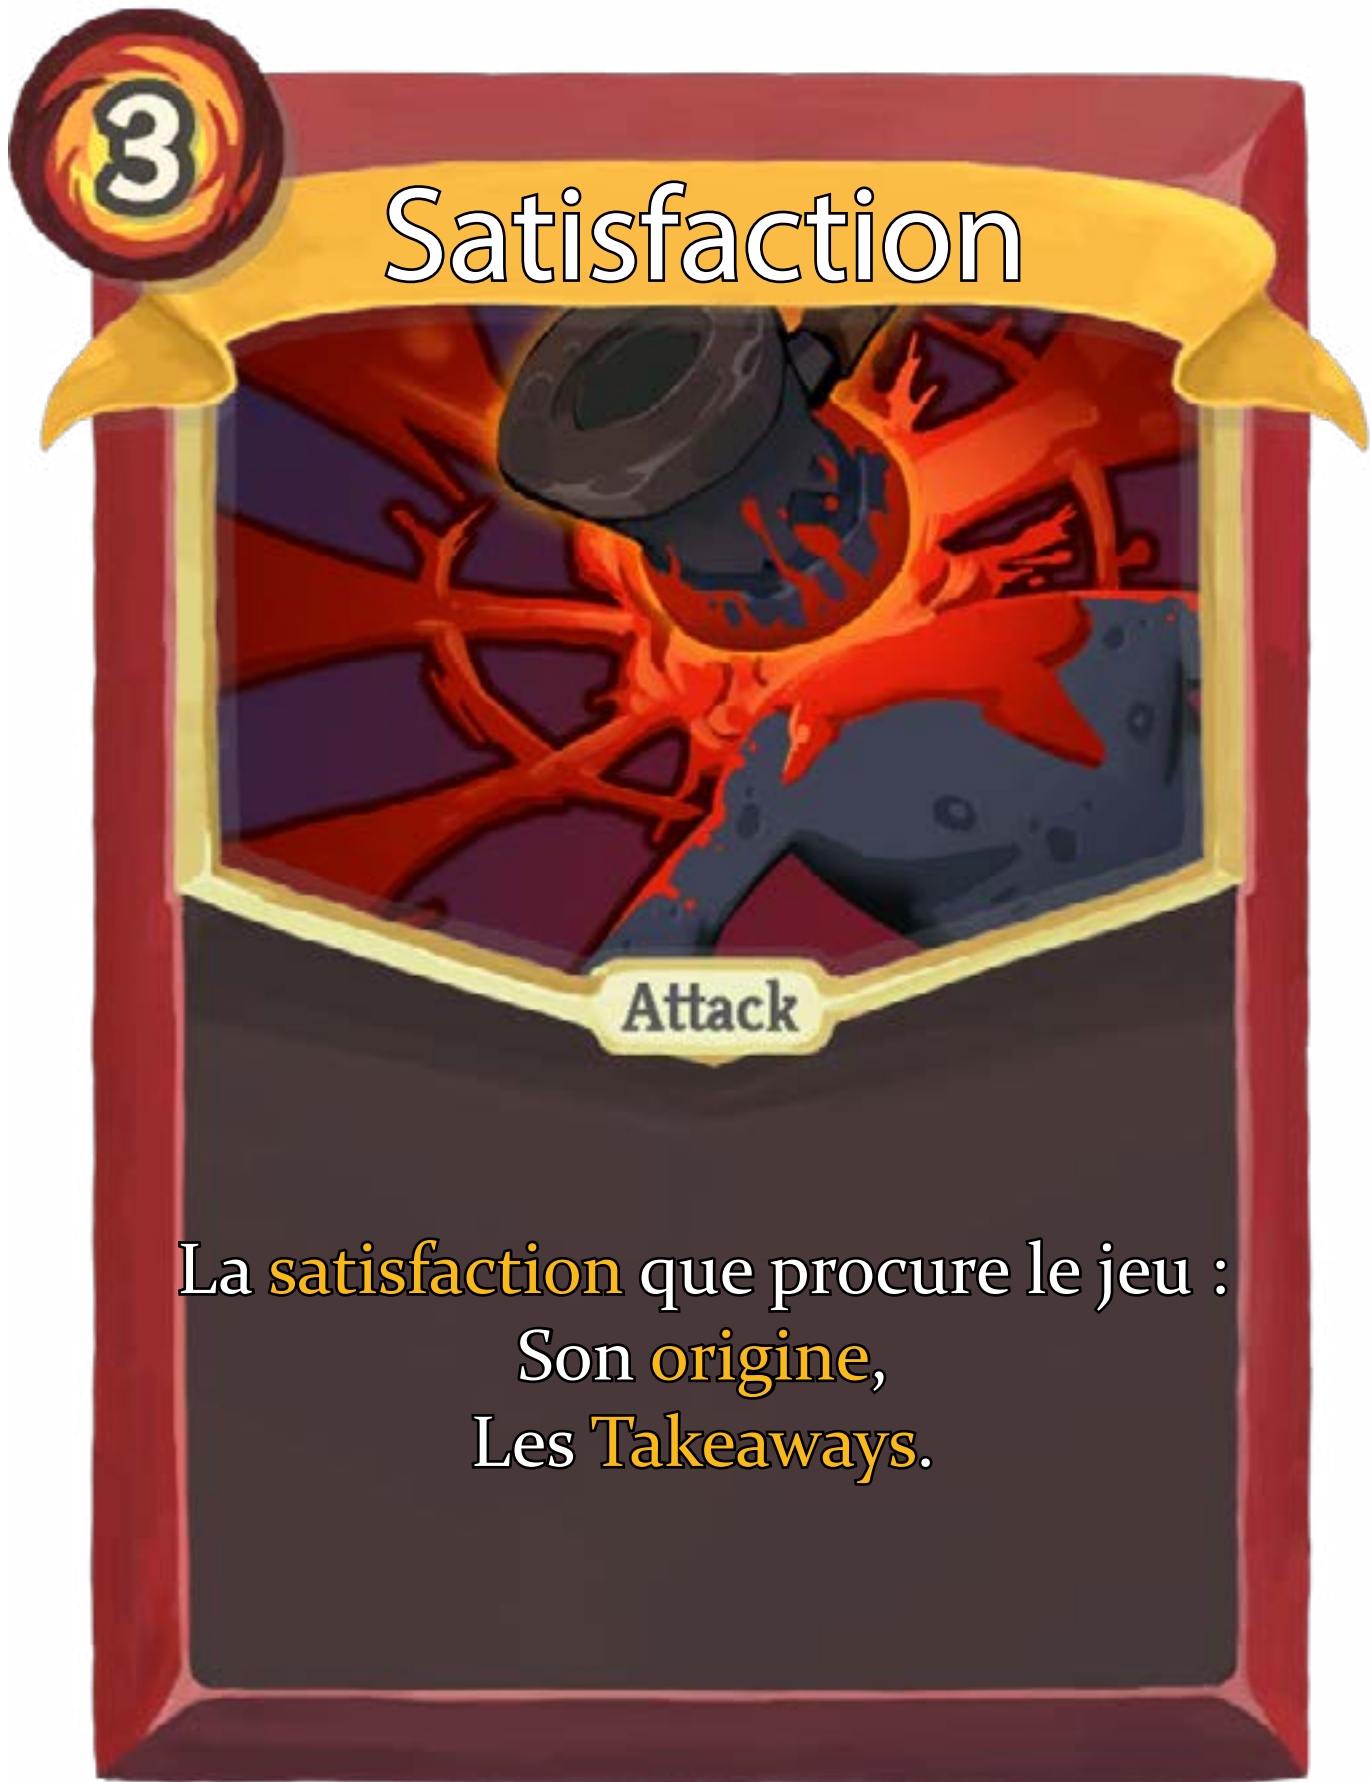 3
Satisfaction
Attack
La satisfaction que procure le jeu :
Son origine,
Les Takeaways.